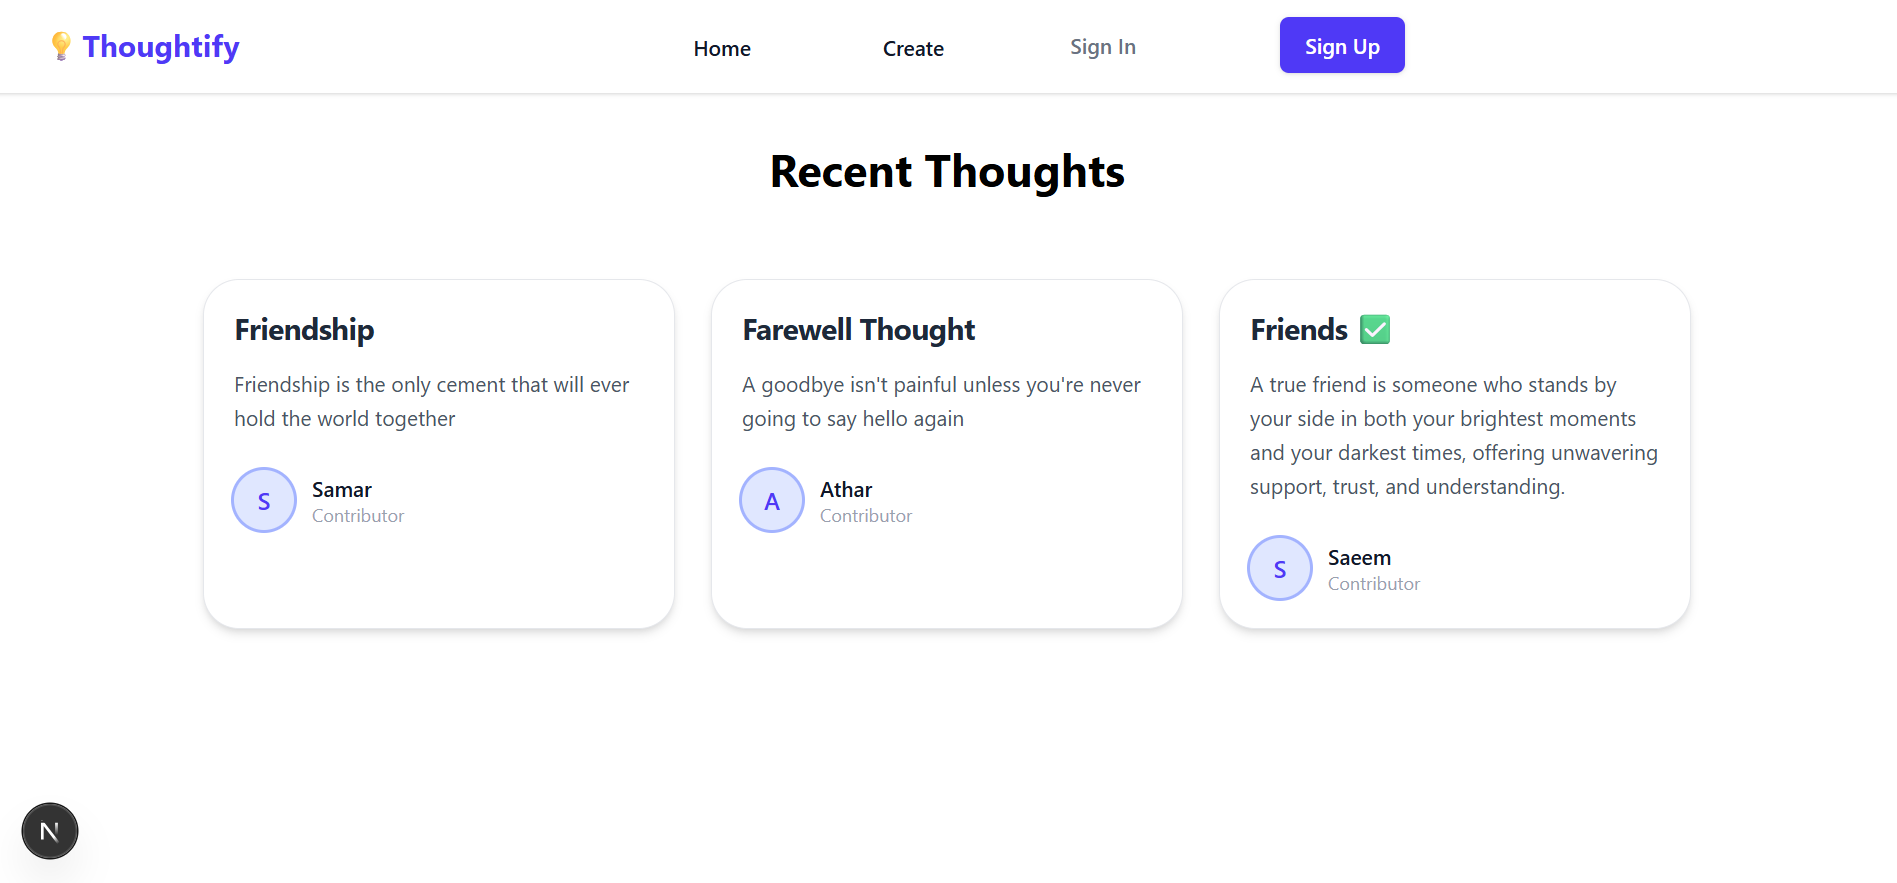 💡 Thoughtify
Home Create Sign In Sign Up
Recent Thoughts
Friendship
Friendship is the only cement that will ever
hold the world together
S
Samar
Contributor
Farewell Thought
A goodbye isn't painful unless you're never
going to say hello again
A
Athar
Contributor
Friends ✅
A true friend is someone who stands by
your side in both your brightest moments
and your darkest times, offering unwavering
support, trust, and understanding.
S
Saeem
Contributor
N